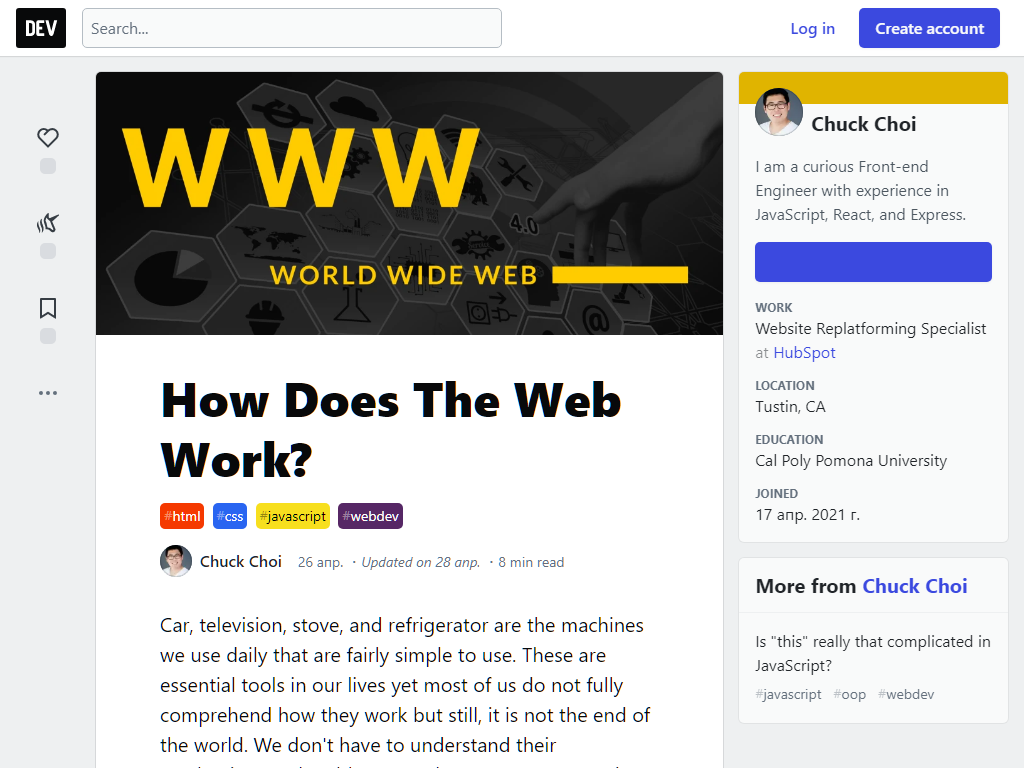 DEV
Search...
Log in
Create account
WWW
4.0
WORLD WIDE WEB
How Does The Web
Work?
#html #css #javascript #webdev
Chuck Choi 26 апр. · Updated on 28 апр. · 8 min read
Car, television, stove, and refrigerator are the machines
we use daily that are fairly simple to use. These are
essential tools in our lives yet most of us do not fully
comprehend how they work but still, it is not the end of
the world. We don't have to understand their
Chuck Choi
I am a curious Front-end
Engineer with experience in
JavaScript, React, and Express.
WORK
Website Replatforming Specialist
at HubSpot
LOCATION
Tustin, CA
EDUCATION
Cal Poly Pomona University
JOINED
17 апр. 2021 г.
More from Chuck Choi
Is "this" really that complicated in
JavaScript?
#javascript #oop #webdev